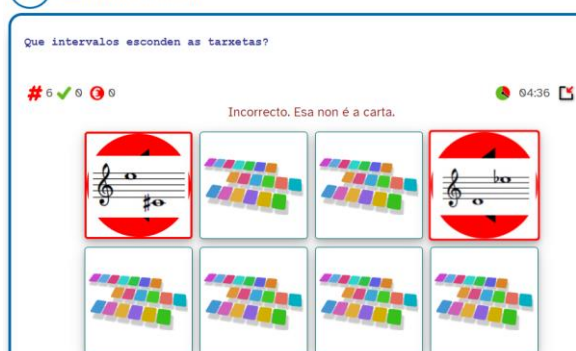 Que intervalos esconden as tarxetas?
# 6 0 0 04:36
Incorrecto. Esa non é a carta.